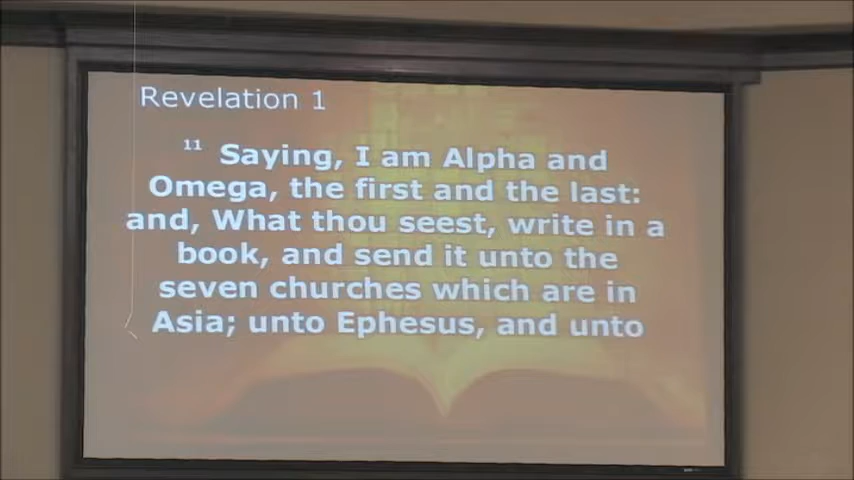 Revelation 1
11 Saying, I am Alpha and
Omega, the first and the last:
and, What thou seest, write in a
book, and send it unto the
seven churches which are in
Asia; unto Ephesus, and unto